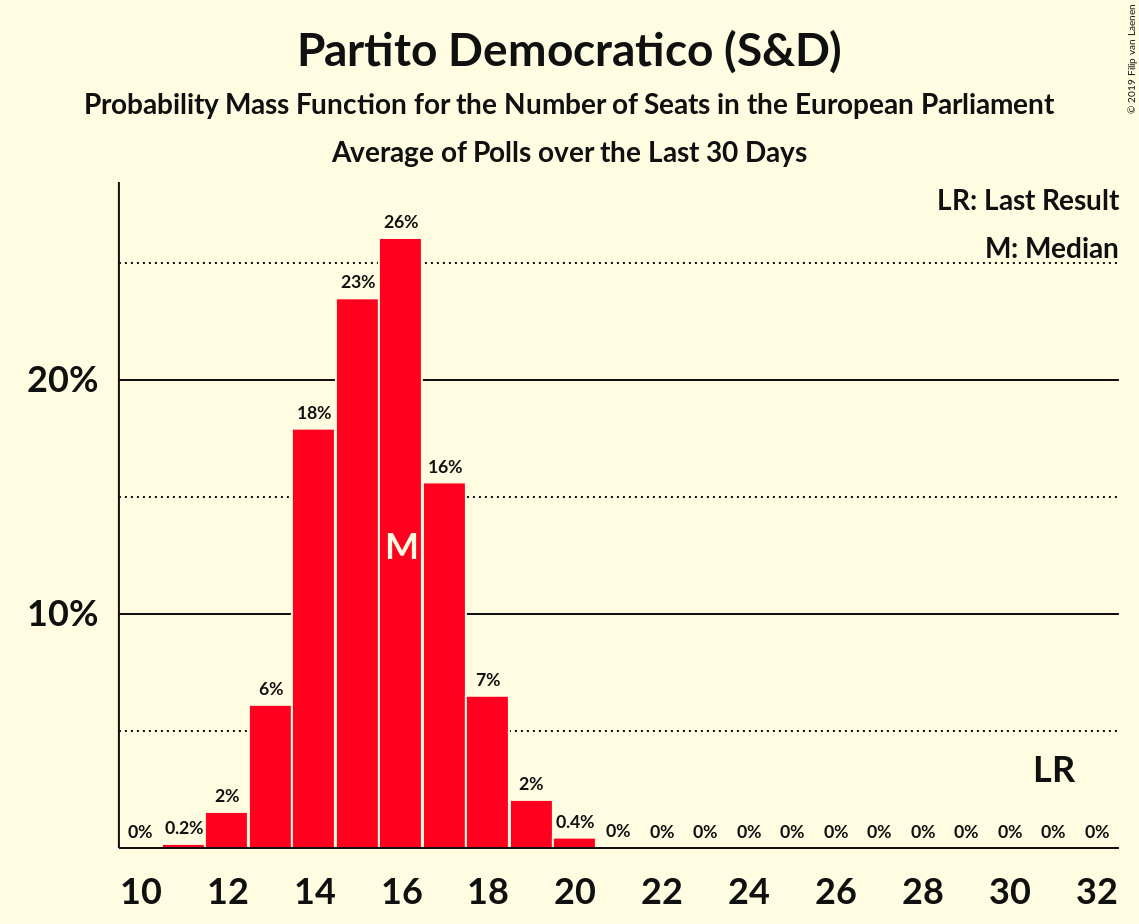 Partito Democratico (S&D)
Probability Mass Function for the Number of Seats in the European Parliament
Average of Polls over the Last 30 Days
© 2019 Filip van Laenen
LR: Last Result
M: Median
20%
10%
0% 0.2% 2% 6% 18% 23% 26% 16% 7% 2% 0.4% 0% 0% 0% 0% 0% 0% 0% 0% 0% 0% 0% 0%
M
LR
10 12 14 16 18 20 22 24 26 28 30 32